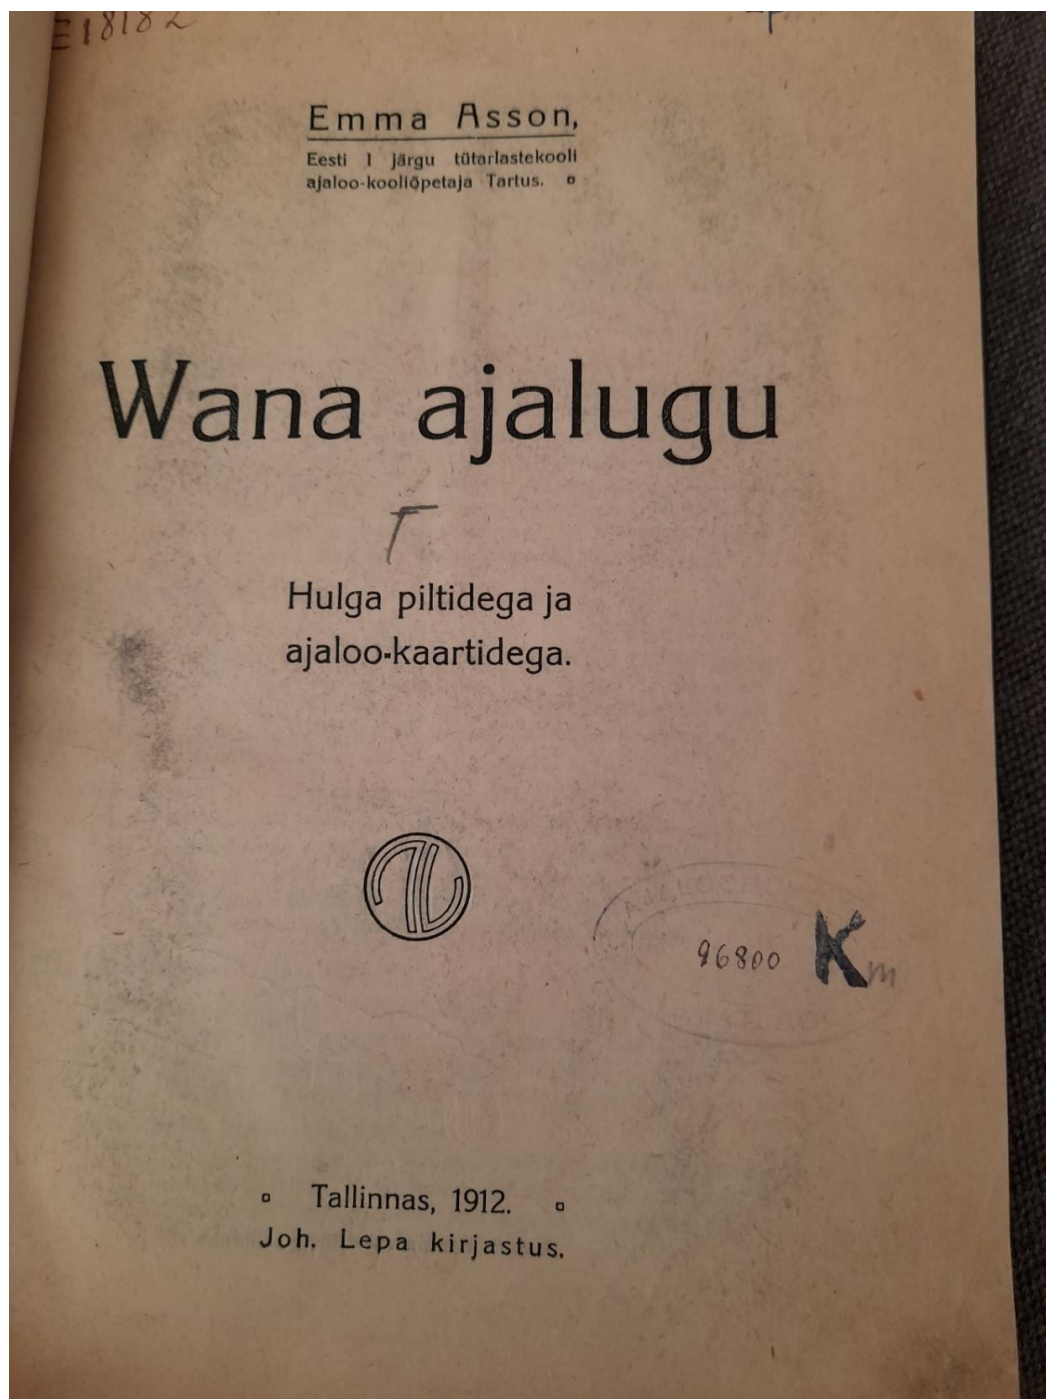 E18182
Emma Asson,
Eesti I järgu tütarlastekooli
ajaloo-kooliõpetaja Tartus.
Wana ajalugu
Hulga piltidega ja
ajaloo-kaartidega.
96800 K m
Tallinnas, 1912.
Joh. Lepa kirjastus.